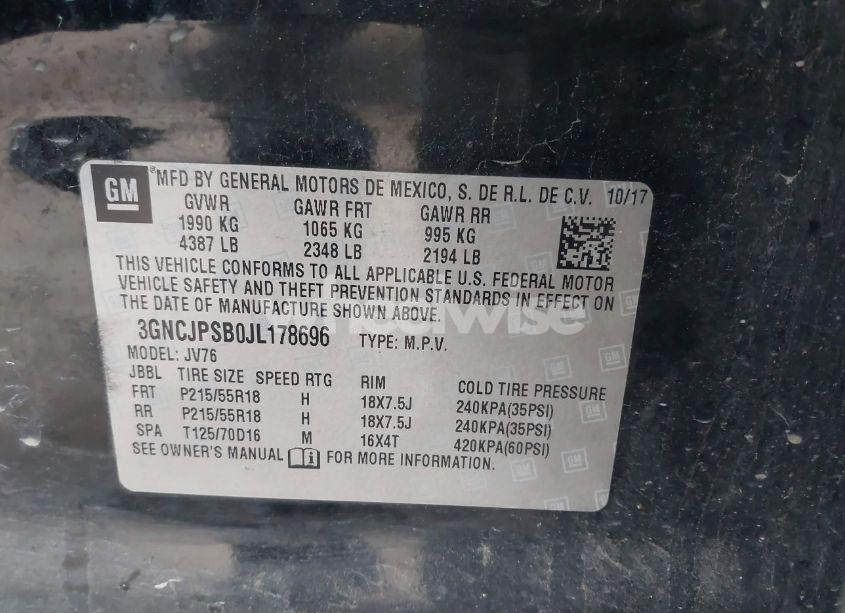 GM
®MFD BY GENERAL MOTORS DE MEXICO, S. DE R.L. DE C.V. 10/17
GVWR GAWR FRT GAWR RR
1990 KG 1065 KG 995 KG
4387 LB 2348 LB 2194 LB
THIS VEHICLE CONFORMS TO ALL APPLICABLE U.S. FEDERAL MOTOR
VEHICLE SAFETY AND THEFT PREVENTION STANDARDS IN EFFECT ON
THE DATE OF MANUFACTURE SHOWN ABOVE.
wheelwise
3GNCJPSB0JL178696 TYPE: M.P.V.
MODEL: JV76
JBBL TIRE SIZE SPEED RTG RIM COLD TIRE PRESSURE
FRT P215/55R18 H 18X7.5J 240KPA(35PSI)
RR P215/55R18 H 18X7.5J 240KPA(35PSI)
SPA T125/70D16 M 16X4T 420KPA(60PSI)
SEE OWNER'S MANUAL FOR MORE INFORMATION.